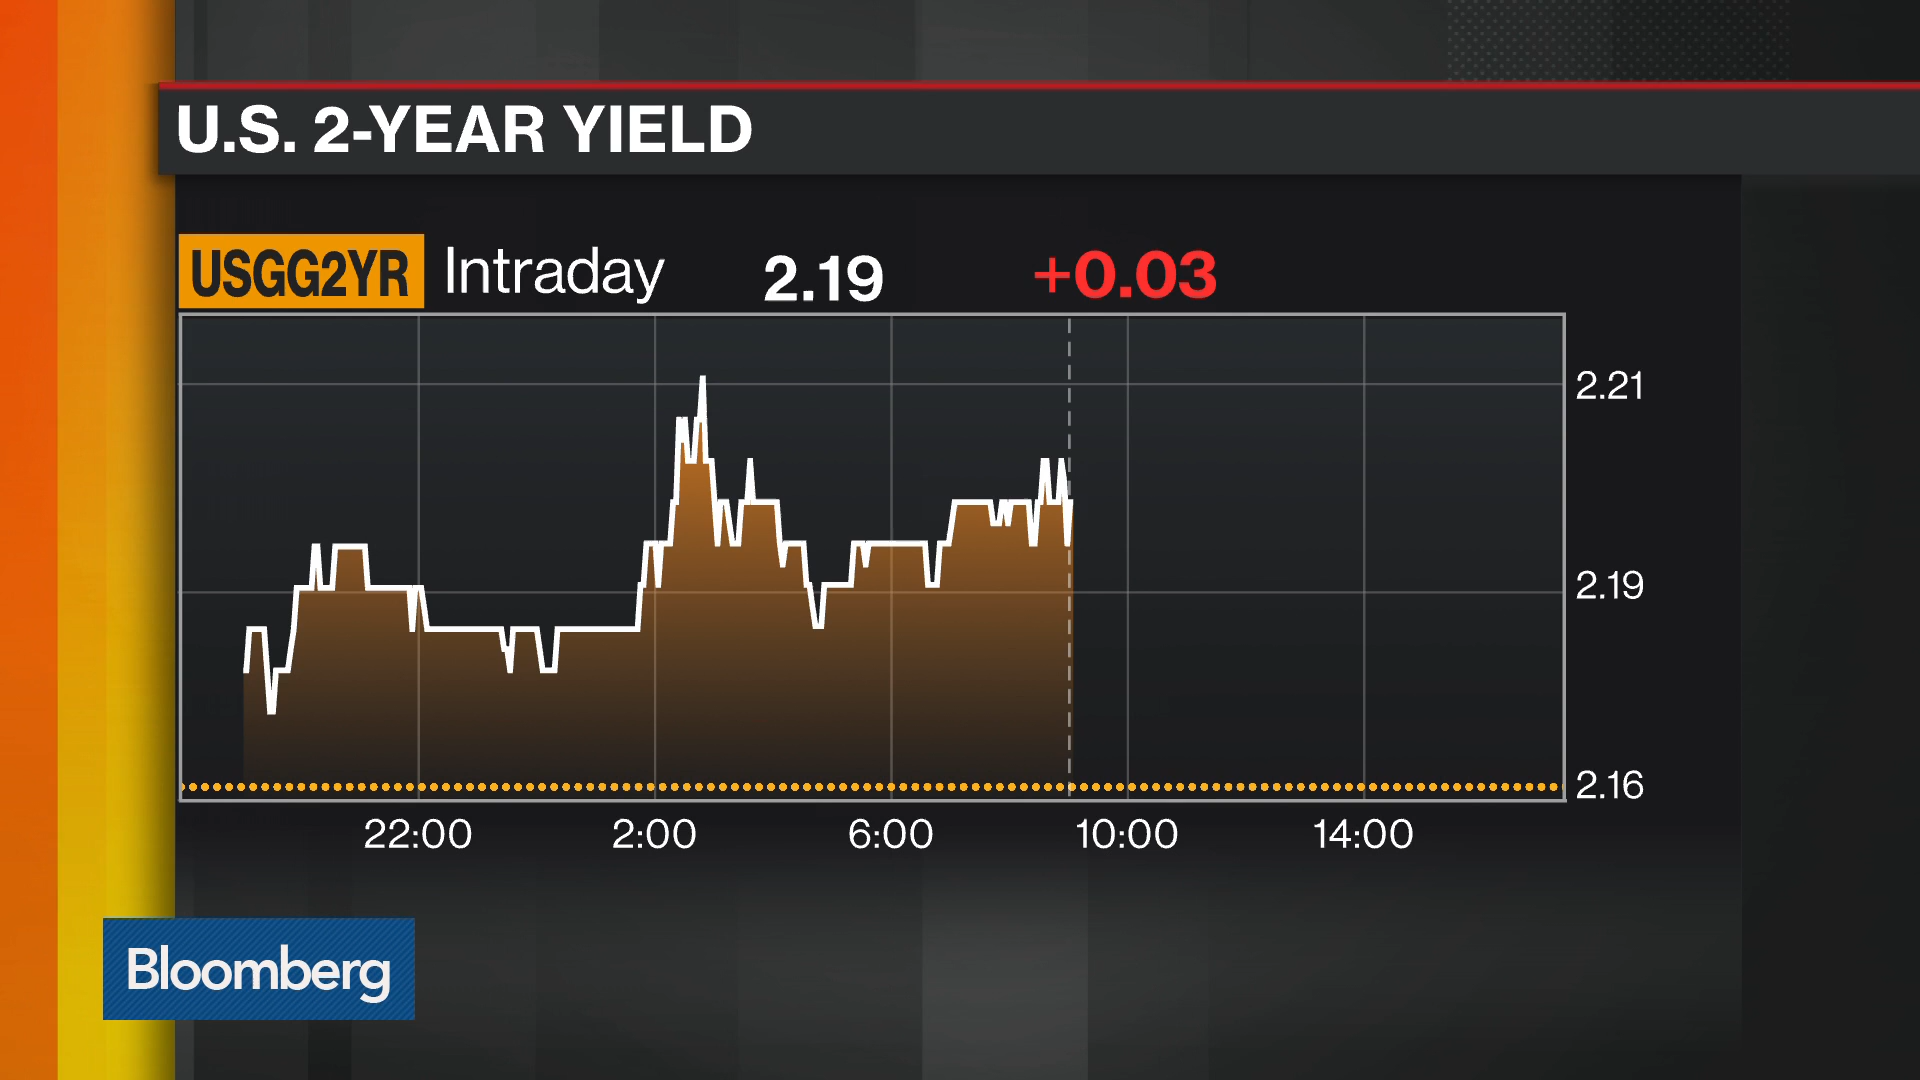 U.S. 2-YEAR YIELD
USGG2YR Intraday 2.19 +0.03
2.21
2.19
2.16
22:00 2:00 6:00 10:00 14:00
Bloomberg